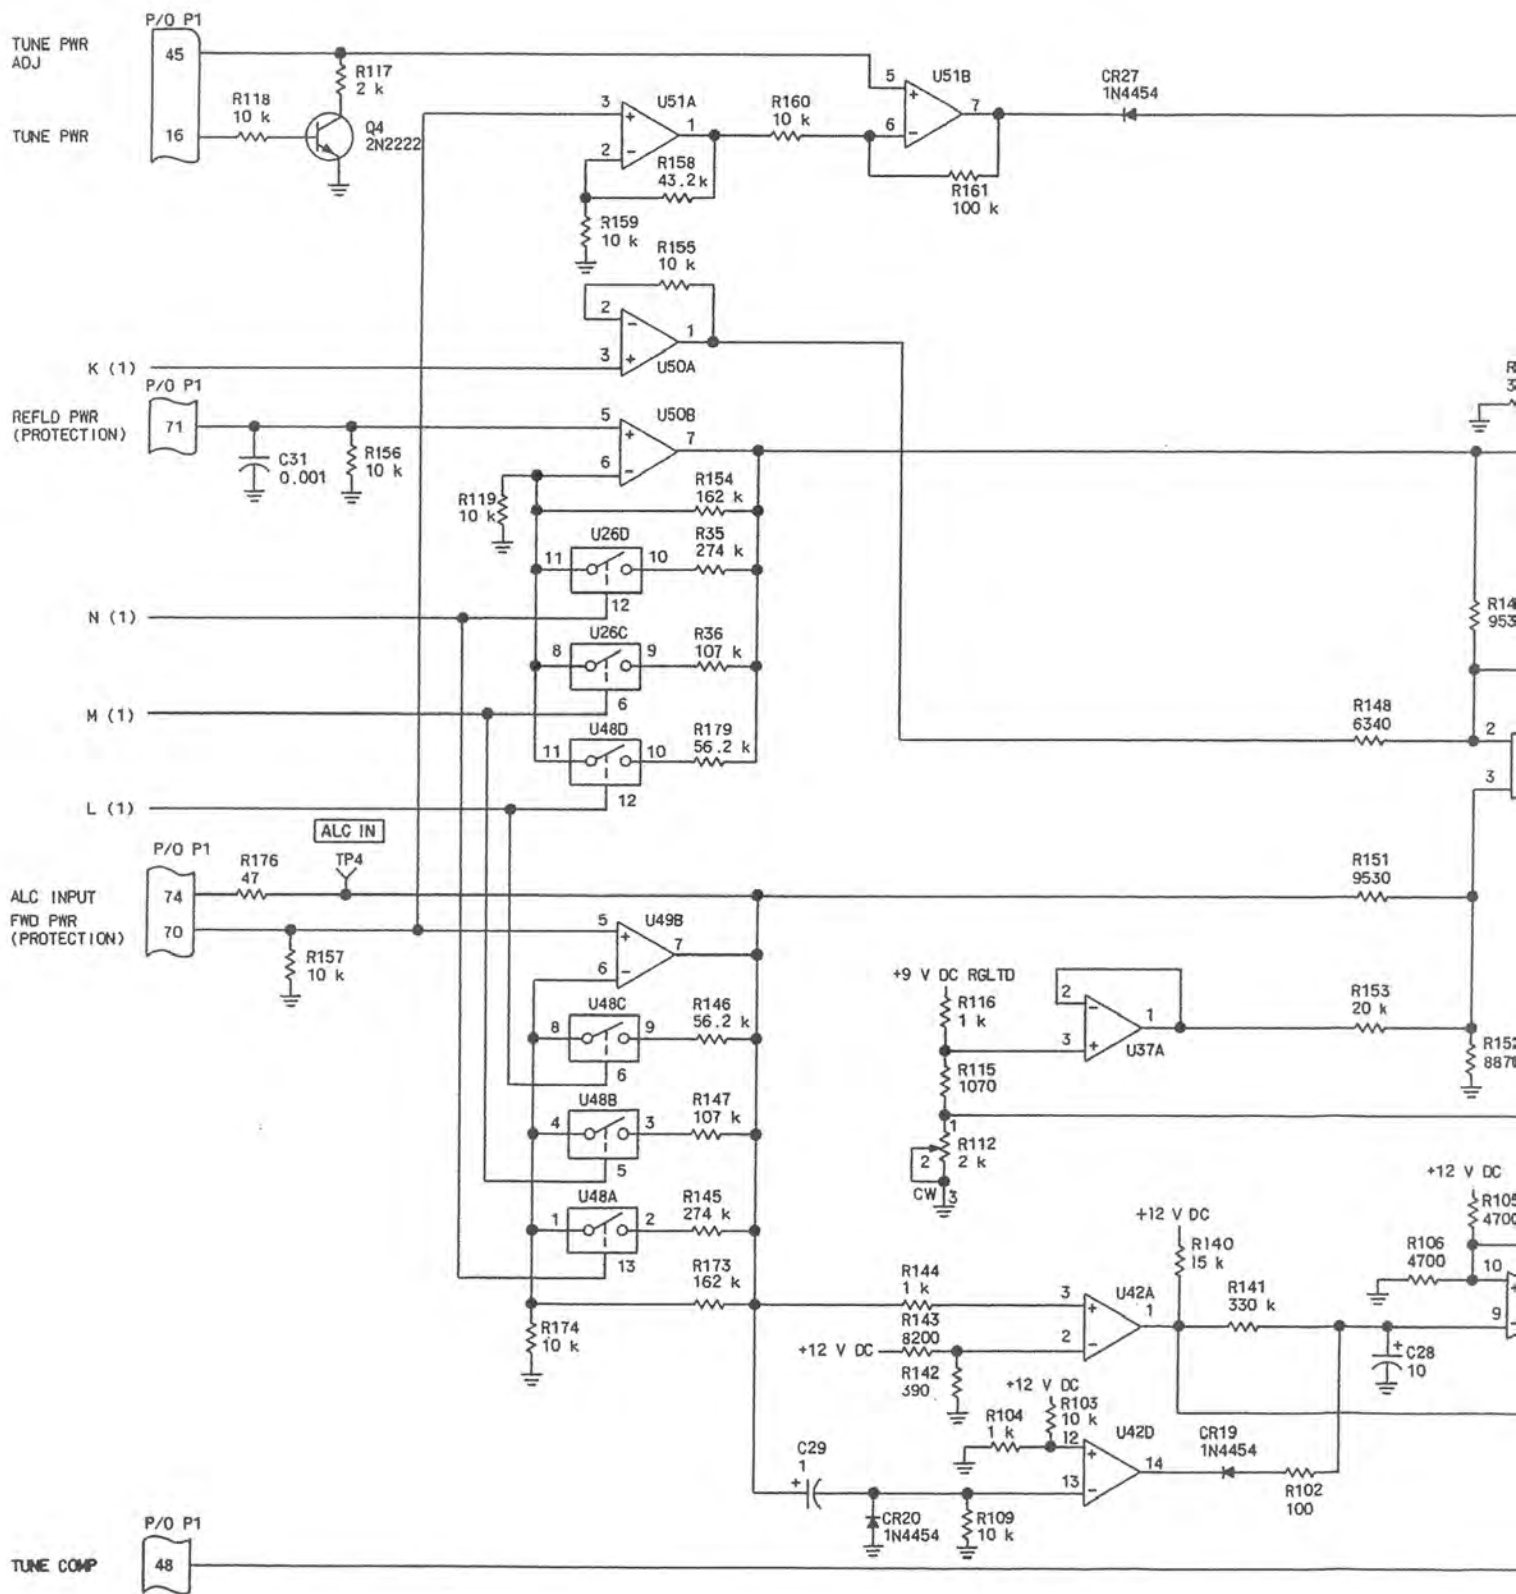 P/O P1
TUNE PWR
ADJ
45
R117
2 k
R118
10 k
TUNE PWR
16
Q4
2N2222
3
U51A
1
2
R158
43.2k
R159
10 k
R160
10 k
5
U51B
7
6
R161
100 k
CR27
1N4454
R155
10 k
2
1
3
U50A
K (1)
P/O P1
REFLD PWR
(PROTECTION)
71
C31
0.001
R156
10 k
5
U50B
7
6
R119
10 k
R154
162 k
U26D
11
10
12
R35
274 k
N (1)
U26C
8
9
6
R36
107 k
M (1)
U48D
11
10
12
R179
56.2 k
L (1)
R148
6340
2
3
ALC IN
P/O P1
R176
47
TP4
ALC INPUT
74
FWD PWR
(PROTECTION)
70
R157
10 k
5
U49B
7
6
R151
9530
U48C
8
9
6
R146
56.2 k
+9 V DC RGLTD
R116
1 k
2
1
3
U37A
R153
20 k
R152
R115
1070
U48B
4
3
5
R147
107 k
1
R112
2 k
2
CW
3
U48A
1
2
13
R145
274 k
R173
162 k
R174
10 k
+12 V DC
R105
4700
R106
4700
10
9
+12 V DC
R140
15 k
R144
1 k
3
U42A
1
2
R141
330 k
R143
8200
+12 V DC
R142
390
+
C28
10
+12 V DC
R103
10 k
R104
1 k
12
U42D
14
13
CR19
1N4454
R102
100
C29
1
+
CR20
1N4454
R109
10 k
P/O P1
TUNE COMP
48